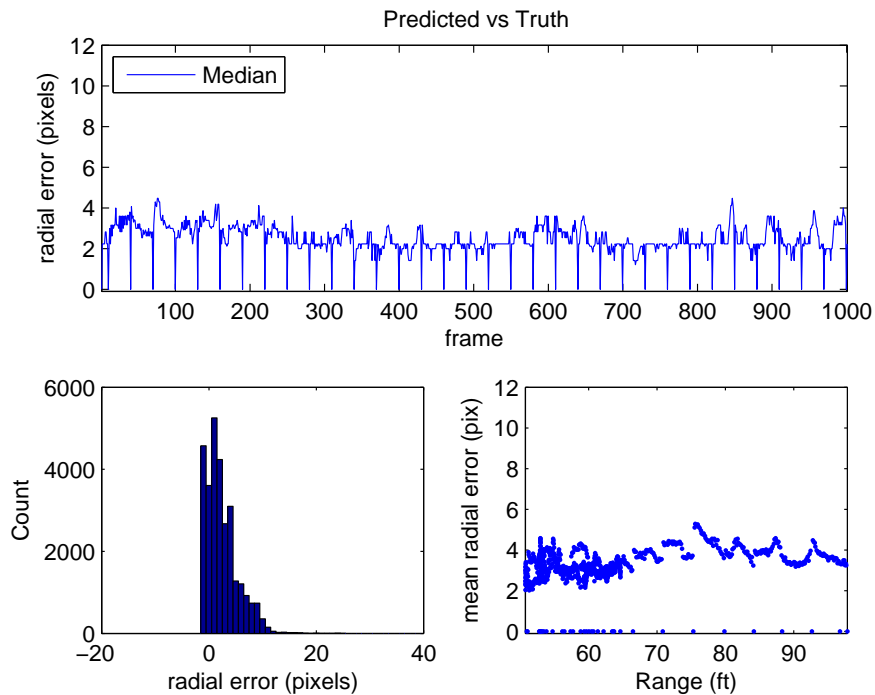 Predicted vs Truth
12
10
8
6
4
2
0
radial error (pixels)
Median
100 200 300 400 500 600 700 800 900 1000
frame
6000
4000
2000
0
Count
−20 0 20 40
radial error (pixels)
12
10
8
6
4
2
0
mean radial error (pix)
60 70 80 90
Range (ft)